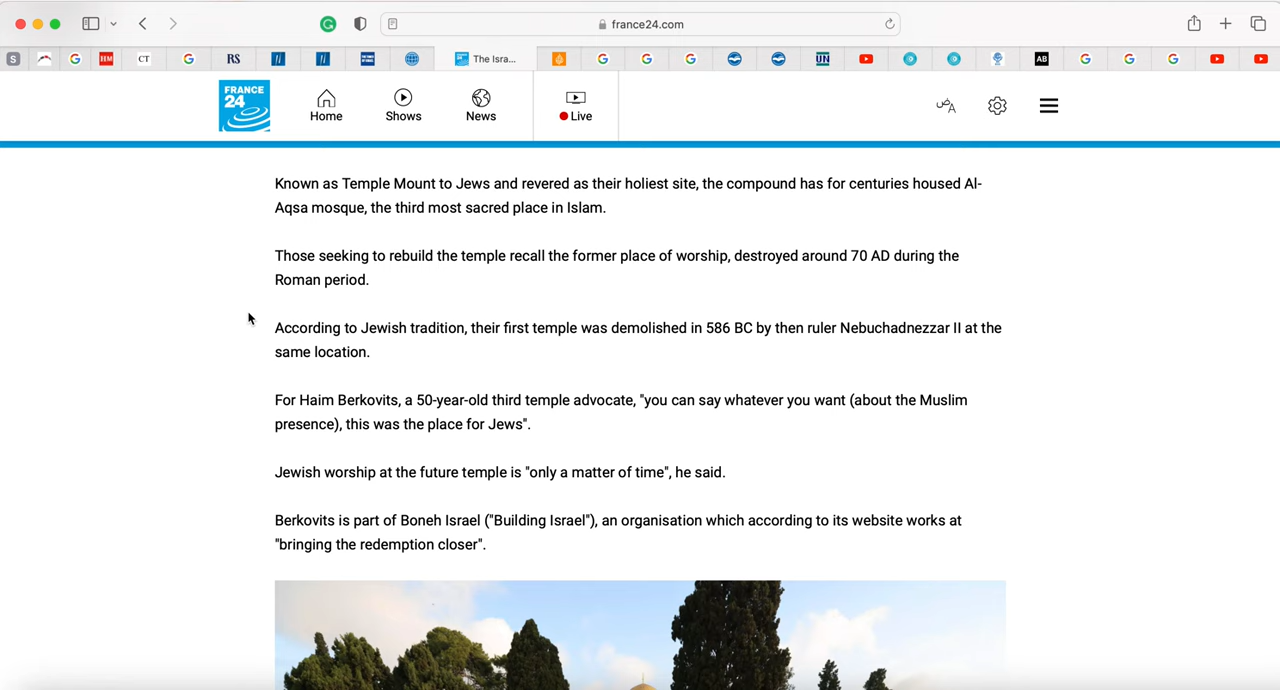 france24.com
S
G
IEM
CT
G
RS
The Isra...
G
G
G
UN
AB
G
G
G
FRANCE
24
Home
Shows
News
Live
ض
A
Known as Temple Mount to Jews and revered as their holiest site, the compound has for centuries housed Al-
Aqsa mosque, the third most sacred place in Islam.
Those seeking to rebuild the temple recall the former place of worship, destroyed around 70 AD during the
Roman period.
According to Jewish tradition, their first temple was demolished in 586 BC by then ruler Nebuchadnezzar II at the
same location.
For Haim Berkovits, a 50-year-old third temple advocate, "you can say whatever you want (about the Muslim
presence), this was the place for Jews".
Jewish worship at the future temple is "only a matter of time", he said.
Berkovits is part of Boneh Israel ("Building Israel"), an organisation which according to its website works at
"bringing the redemption closer".